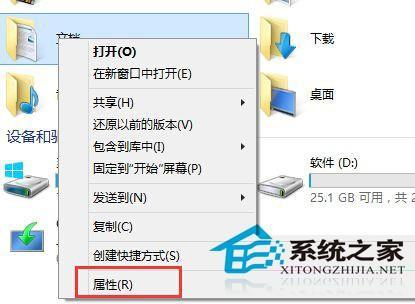 文档
下载
打开(O)
在新窗口中打开(E)
共享(H)
桌面
还原以前的版本(V)
设备和驱
包含到库中(I)
软件 (D:)
固定到"开始"屏幕(P)
25.1 GB 可用，共 2
发送到(N)
复制(C)
创建快捷方式(S)
属性(R)
系统之家
XITONGZHIJIA.NET